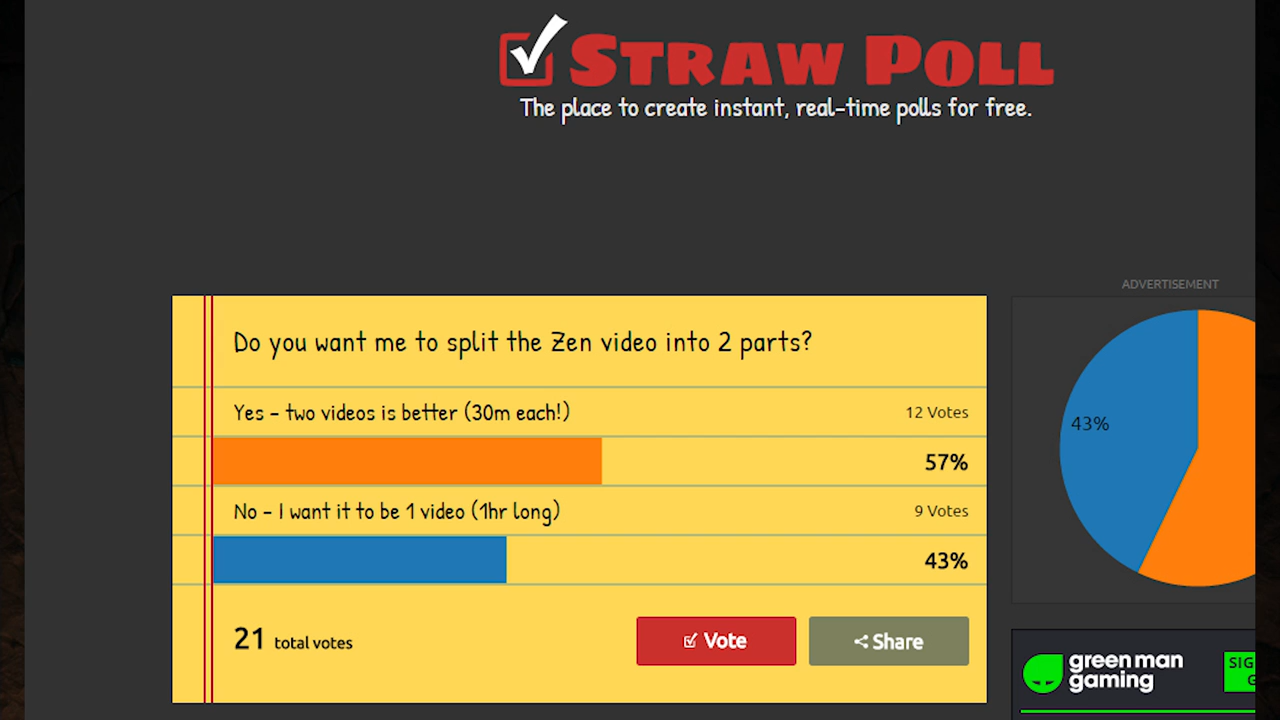 STRAW POLL
The place to create instant, real-time polls for free.
ADVERTISEMENT
Do you want me to split the Zen video into 2 parts?
Yes - two videos is better (30m each!)
12 Votes
57%
No - I want it to be 1 video (1hr long)
9 Votes
43%
21 total votes
Vote
Share
43%
green man
gaming
SIG